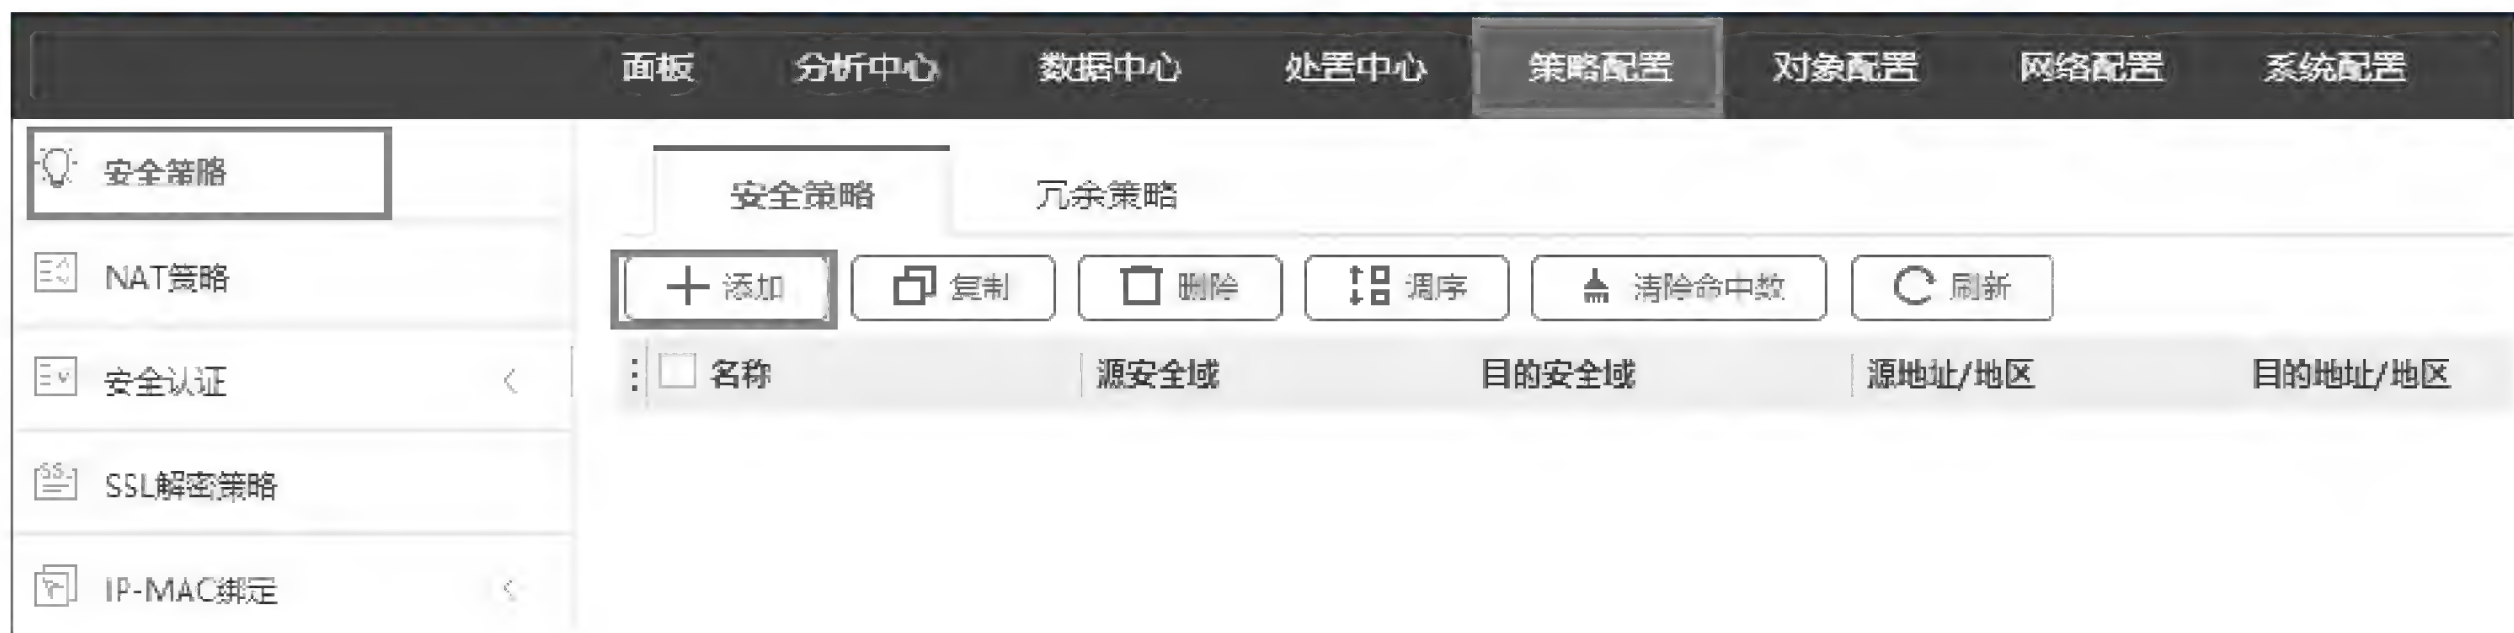 面板 分析中心 数据中心 处置中心 策略配置 对象配置 网络配置 系统配置
安全策略
NAT策略
安全认证
SSL解密策略
IP-MAC绑定
安全策略 冗余策略
添加 复制 删除 调序 清除命中数 刷新
名称 源安全域 目的安全域 源地址/地区 目的地址/地区